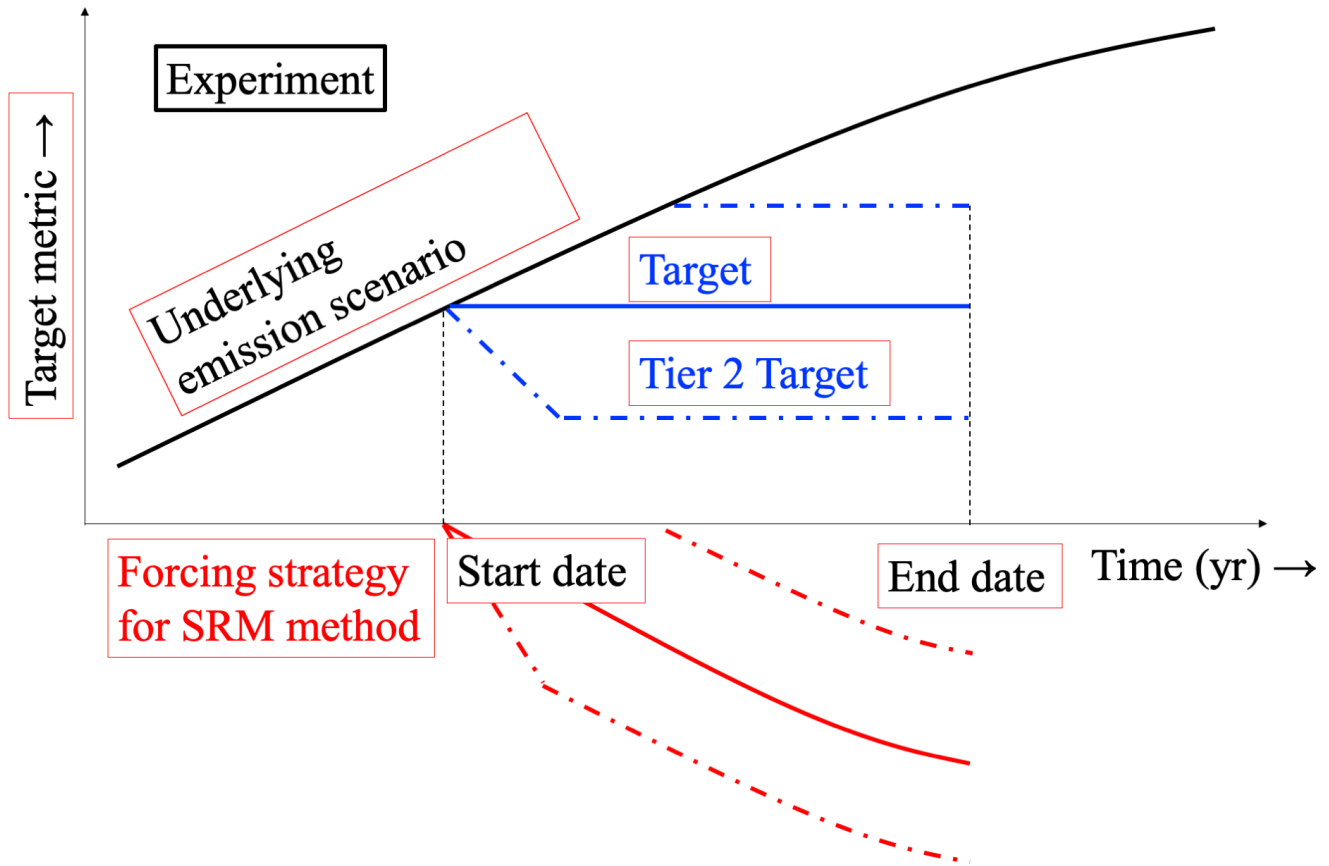 Experiment
Target metric →
Underlying
emission scenario
Target
Tier 2 Target
Forcing strategy
for SRM method
Start date
End date
Time (yr) →